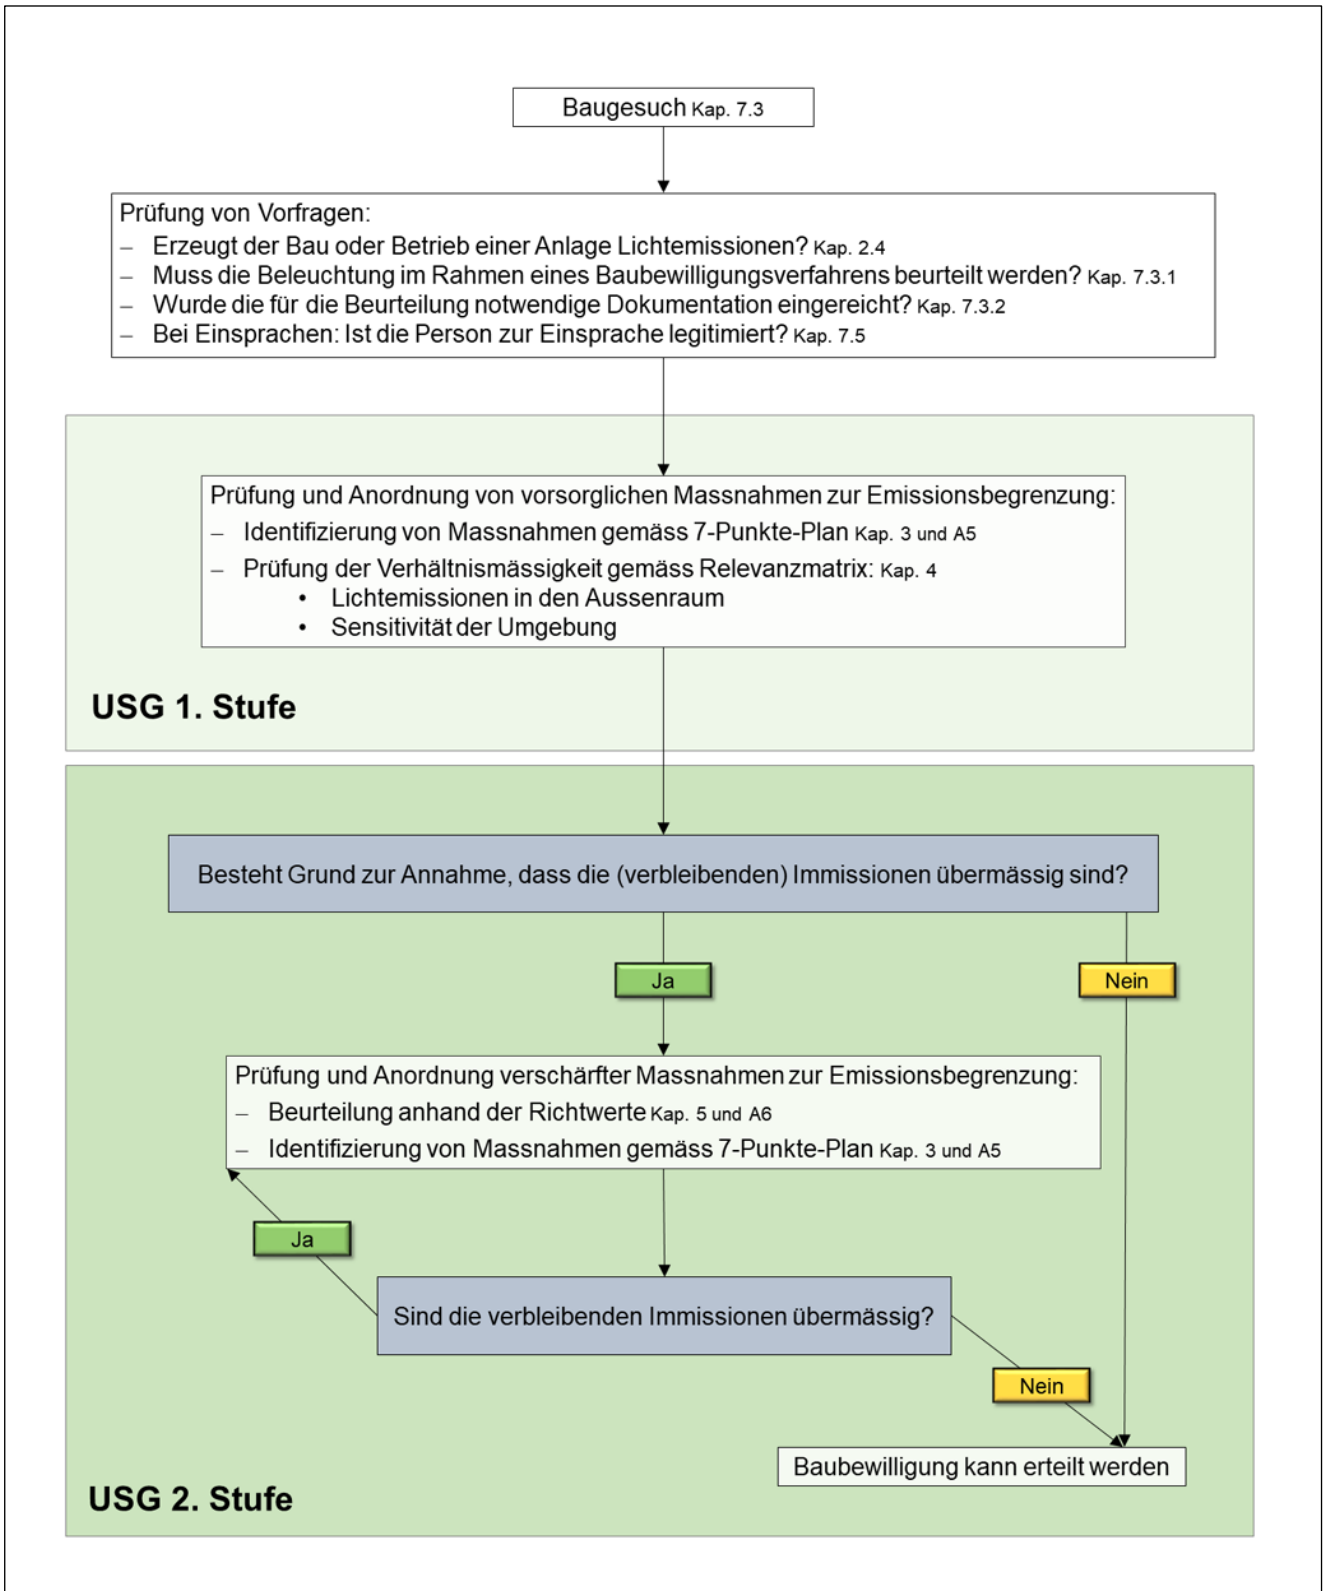 Baugesuch Kap. 7.3
Prüfung von Vorfragen:
– Erzeugt der Bau oder Betrieb einer Anlage Lichtemissionen? Kap. 2.4
– Muss die Beleuchtung im Rahmen eines Baubewilligungsverfahrens beurteilt werden? Kap. 7.3.1
– Wurde die für die Beurteilung notwendige Dokumentation eingereicht? Kap. 7.3.2
– Bei Einsprachen: Ist die Person zur Einsprache legitimiert? Kap. 7.5
Prüfung und Anordnung von vorsorglichen Massnahmen zur Emissionsbegrenzung:
– Identifizierung von Massnahmen gemäss 7-Punkte-Plan Kap. 3 und A5
– Prüfung der Verhältnismässigkeit gemäss Relevanzmatrix: Kap. 4
• Lichtemissionen in den Aussenraum
• Sensitivität der Umgebung
USG 1. Stufe
Besteht Grund zur Annahme, dass die (verbleibenden) Immissionen übermässig sind?
Ja
Nein
Prüfung und Anordnung verschärfter Massnahmen zur Emissionsbegrenzung:
– Beurteilung anhand der Richtwerte Kap. 5 und A6
– Identifizierung von Massnahmen gemäss 7-Punkte-Plan Kap. 3 und A5
Ja
Sind die verbleibenden Immissionen übermässig?
Nein
Baubewilligung kann erteilt werden
USG 2. Stufe